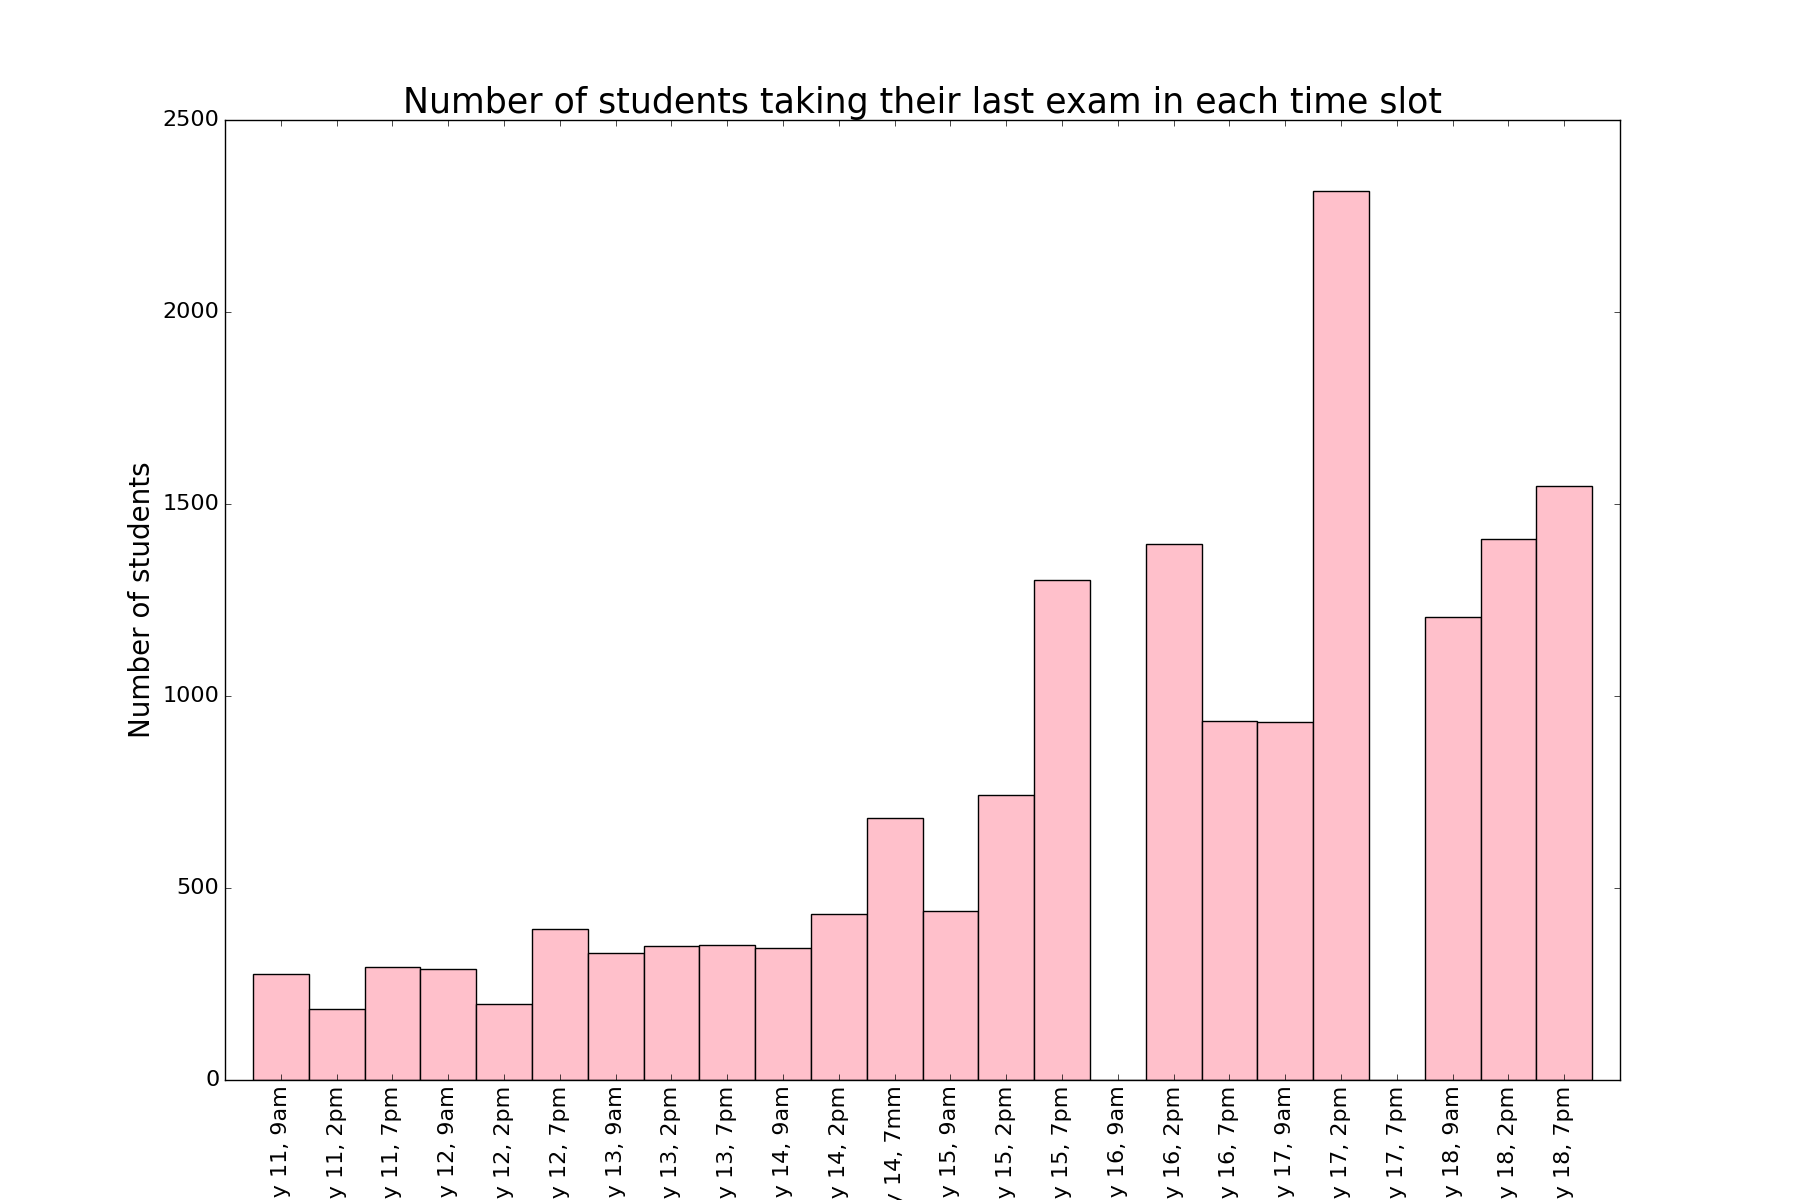 Number of students taking their last exam in each time slot
Number of students
2500
2000
1500
1000
500
0
y 11, 9am
y 11, 2pm
y 11, 7pm
y 12, 9am
y 12, 2pm
y 12, 7pm
y 13, 9am
y 13, 2pm
y 13, 7pm
y 14, 9am
y 14, 2pm
y 14, 7mm
y 15, 9am
y 15, 2pm
y 15, 7pm
y 16, 9am
y 16, 2pm
y 16, 7pm
y 17, 9am
y 17, 2pm
y 17, 7pm
y 18, 9am
y 18, 2pm
y 18, 7pm